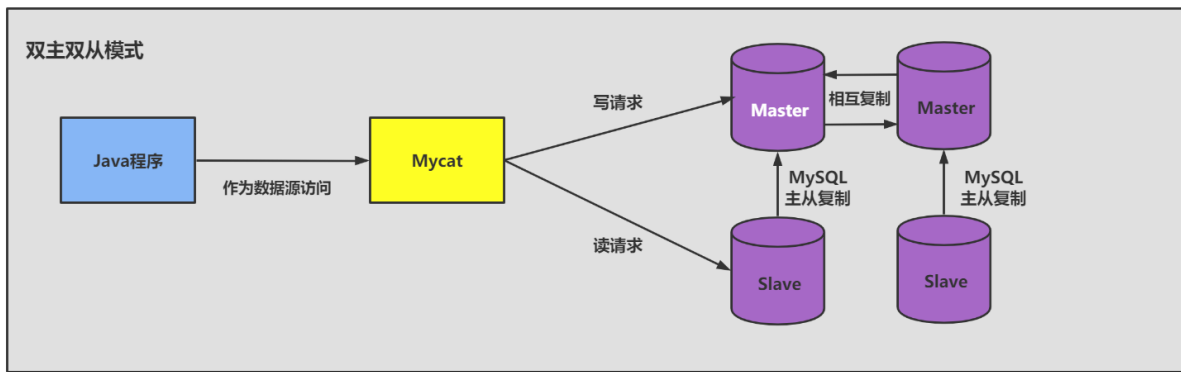 双主双从模式
写请求
Master
相互复制
Master
Java程序
作为数据源访问
Mycat
MySQL
主从复制
MySQL
主从复制
读请求
Slave
Slave